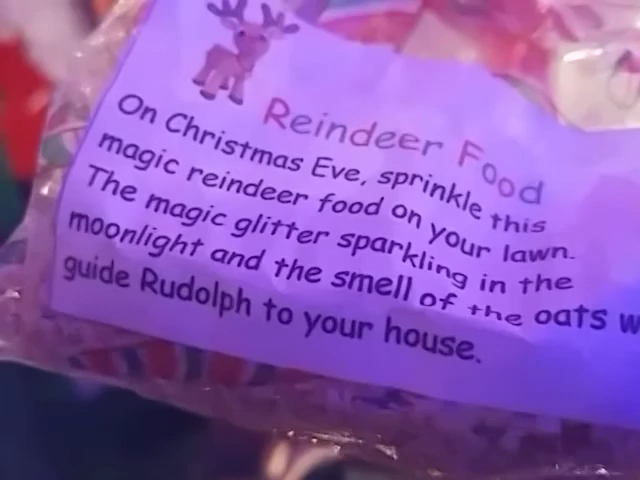 Reindeer Food
On Christmas Eve, sprinkle this
magic reindeer food on your lawn.
The magic glitter sparkling in the
moonlight and the smell of the oats w
guide Rudolph to your house.